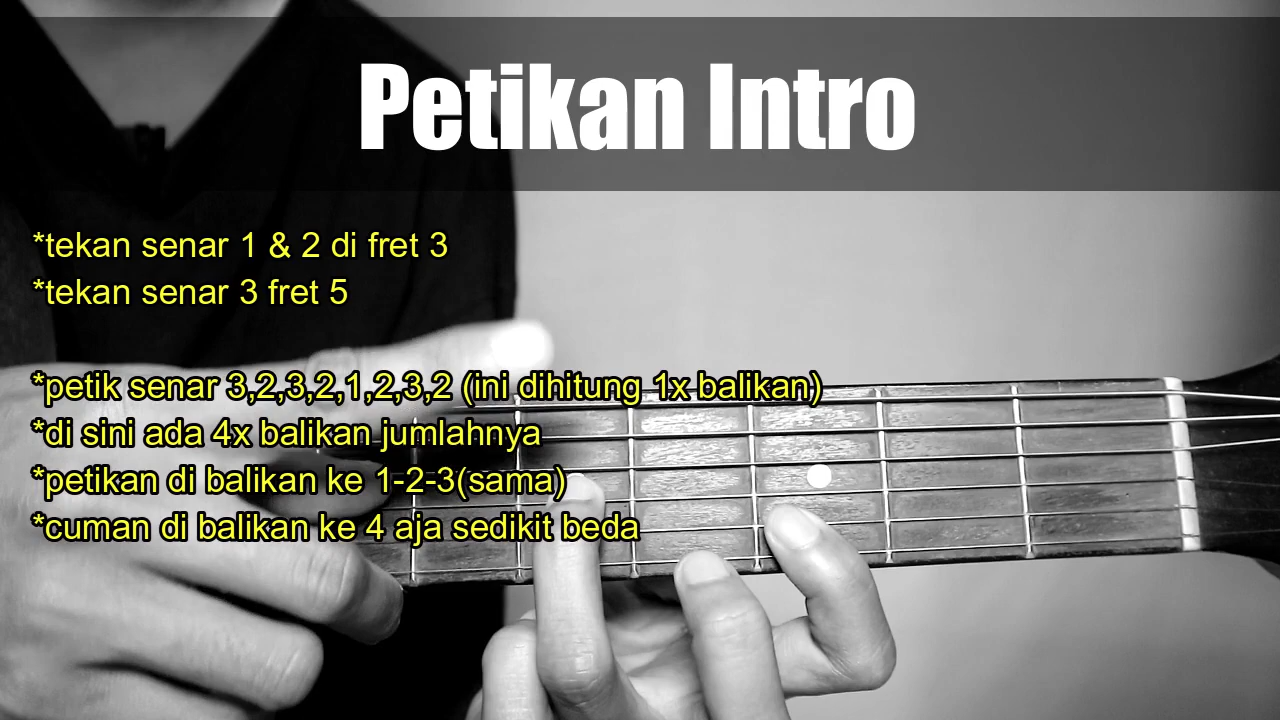 Petikan Intro
*tekan senar 1 & 2 di fret 3
*tekan senar 3 fret 5
*petik senar 3,2,3,2,1,2,3,2 (ini dihitung 1x balikan)
*di sini ada 4x balikan jumlahnya
*petikan di balikan ke 1-2-3(sama)
*cuman di balikan ke 4 aja sedikit beda